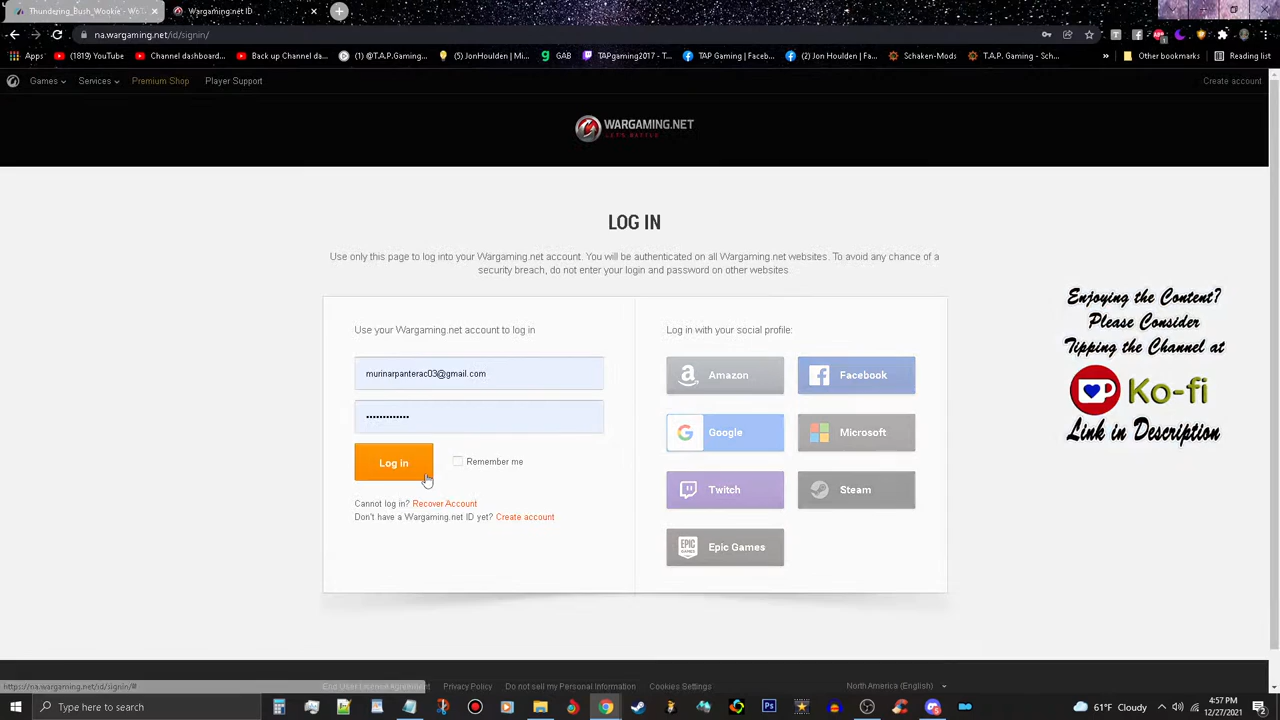 Thundering_Bush_Wookie - W
Wargaming.net ID
na.wargaming.net/id/signin/
Apps
(1819) YouTube
Channel dashboard...
Back up Channel da...
(1) @T.A.P.Gaming...
(5) JonHoulden | Mi...
GAB
TAPgaming2017 - T...
TAP Gaming | Faceb...
(2) Jon Houlden | Fa...
Schaken-Mods
T.A.P. Gaming - Sch...
Other bookmarks
Reading list
Games
Services
Premium Shop
Player Support
Create account
WARGAMING.NET
LET'S BATTLE
LOG IN
Use only this page to log into your Wargaming.net account. You will be authenticated on all Wargaming.net websites. To avoid any chance of a
security breach, do not enter your login and password on other websites.
Use your Wargaming.net account to log in
murinarpanterac03@gmail.com
•••••••••••••
Log in
Remember me
Cannot log in? Recover Account
Don't have a Wargaming.net ID yet? Create account
Log in with your social profile:
Amazon
Facebook
Google
Microsoft
Twitch
Steam
EPIC GAMES
Epic Games
Enjoying the Content?
Please Consider
Tipping the Channel at
Ko-fi
Link in Description
https://na.wargaming.net/id/signin/#
End User License Agreement
Privacy Policy
Do not sell my Personal Information
Cookies Settings
North America (English)
Type here to search
61°F Cloudy
4:57 PM
12/27/2021